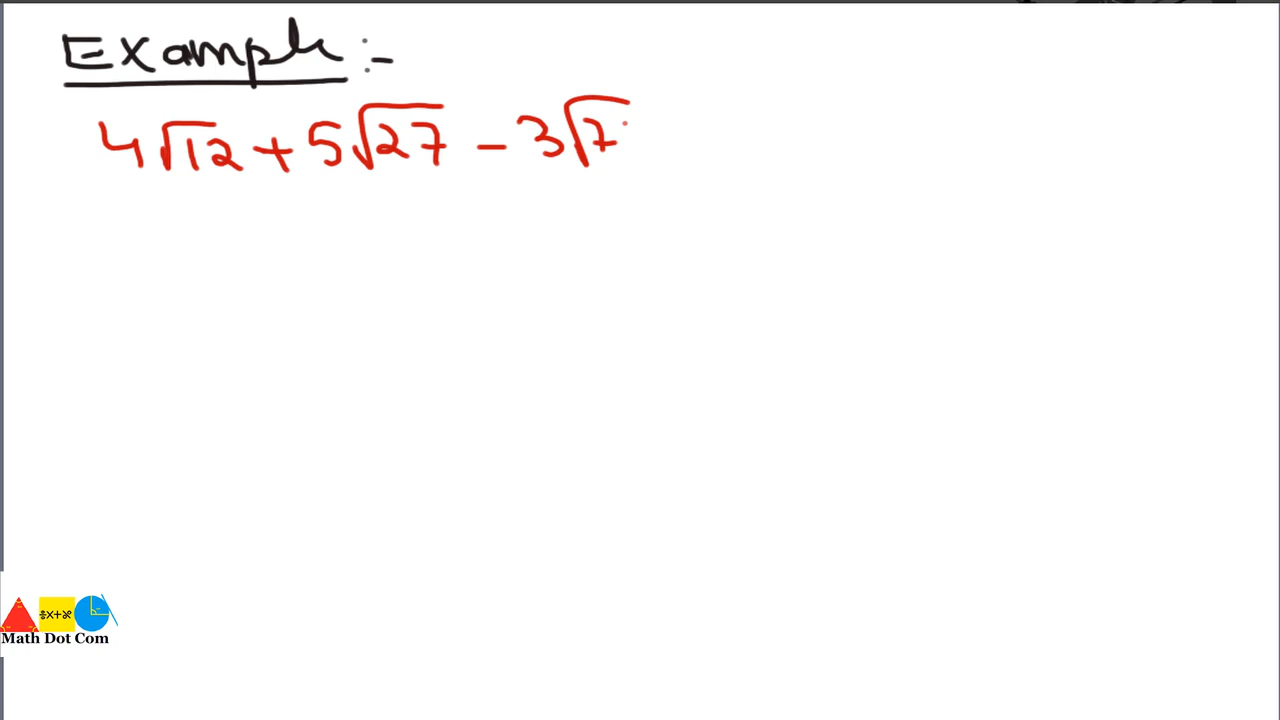 Example :-
4√12 + 5√27 - 3√7
÷x+
Math Dot Com